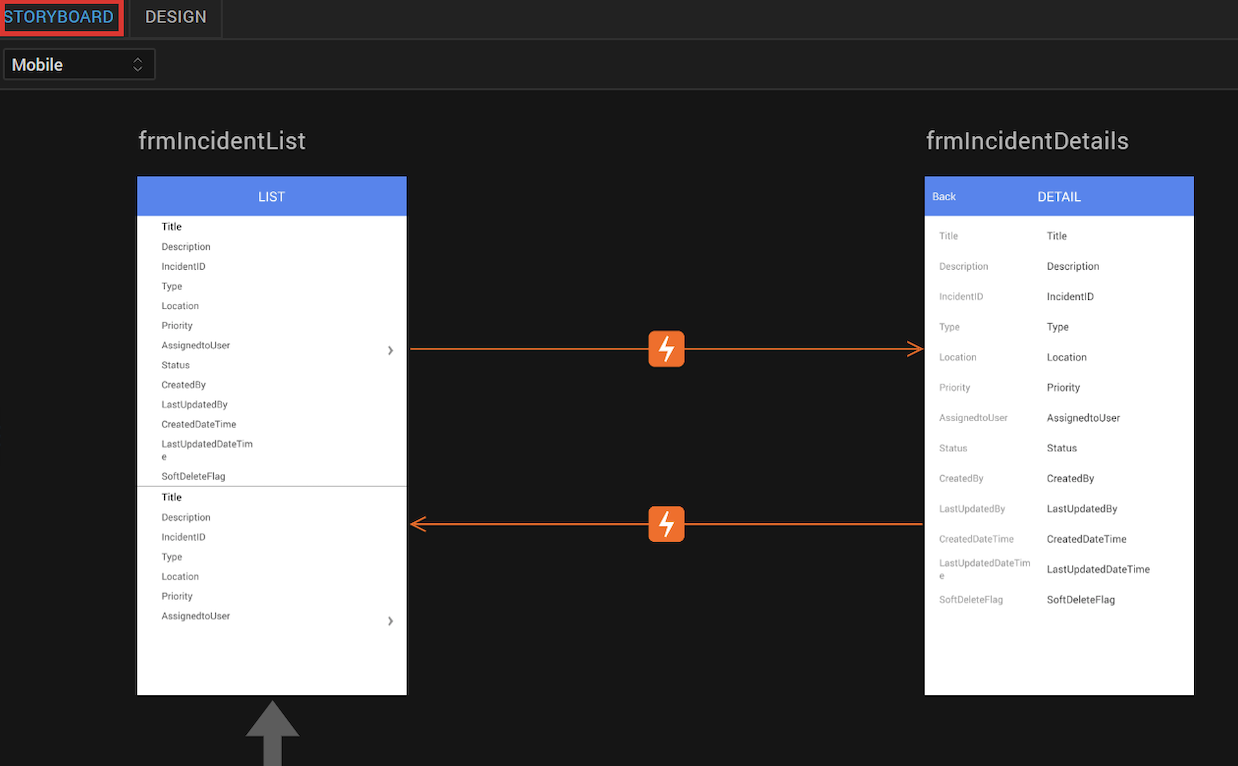 STORYBOARD
DESIGN
Mobile
frmIncidentList
LIST
Title
Description
IncidentID
Type
Location
Priority
AssignedtoUser
Status
CreatedBy
LastUpdatedBy
CreatedDateTime
LastUpdatedDateTim
e
SoftDeleteFlag
Title
Description
IncidentID
Type
Location
Priority
AssignedtoUser
frmIncidentDetails
Back DETAIL
Title Title
Description Description
IncidentID IncidentID
Type Type
Location Location
Priority Priority
AssignedtoUser AssignedtoUser
Status Status
CreatedBy CreatedBy
LastUpdatedBy LastUpdatedBy
CreatedDateTime CreatedDateTime
LastUpdatedDateTim
e
LastUpdatedDateTime
SoftDeleteFlag SoftDeleteFlag